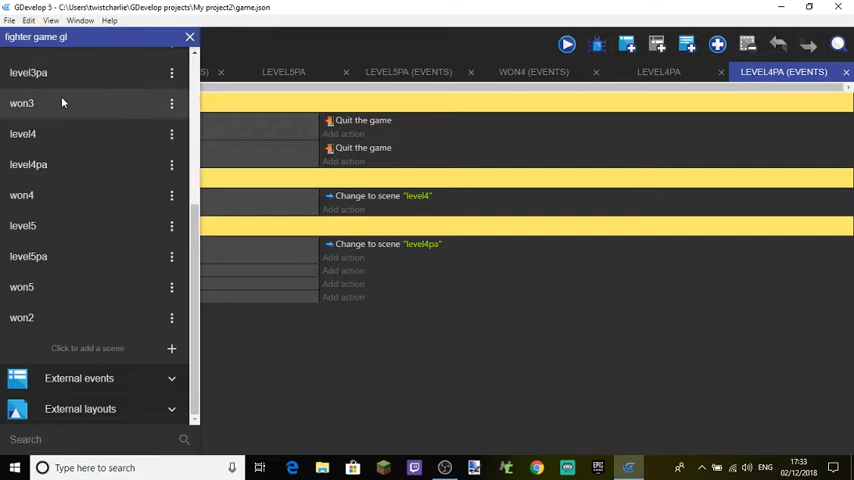 GDevelop 5 - C:\Users\twistcharlie\GDevelop projects\My project2\game.json
File Edit View Window Help
fighter game gl
S) LEVEL5PA LEVEL5PA (EVENTS) WON4 (EVENTS) LEVEL4PA LEVEL4PA (EVENTS)
level3pa
won3
level4
level4pa
won4
level5
level5pa
won5
won2
Click to add a scene
External events
External layouts
Search
Quit the game
Add action
Quit the game
Add action
Change to scene "level4"
Add action
Change to scene "level4pa"
Add action
Add action
Add action
Add action
Type here to search
EPIC
GAMES
ENG
17:33
02/12/2018